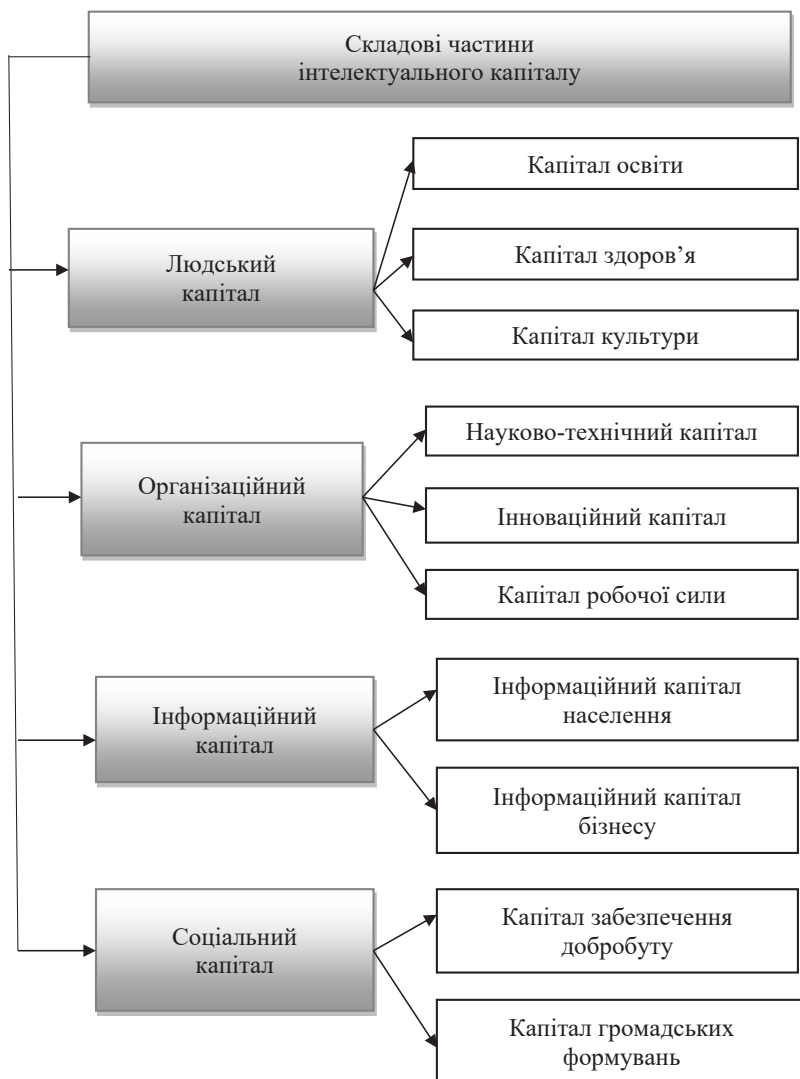 Складові частини
інтелектуального капіталу
Людський
капітал
Капітал освіти
Капітал здоров’я
Капітал культури
Організаційний
капітал
Науково-технічний капітал
Інноваційний капітал
Капітал робочої сили
Інформаційний
капітал
Інформаційний капітал
населення
Інформаційний капітал
бізнесу
Соціальний
капітал
Капітал забезпечення
добробуту
Капітал громадських
формувань